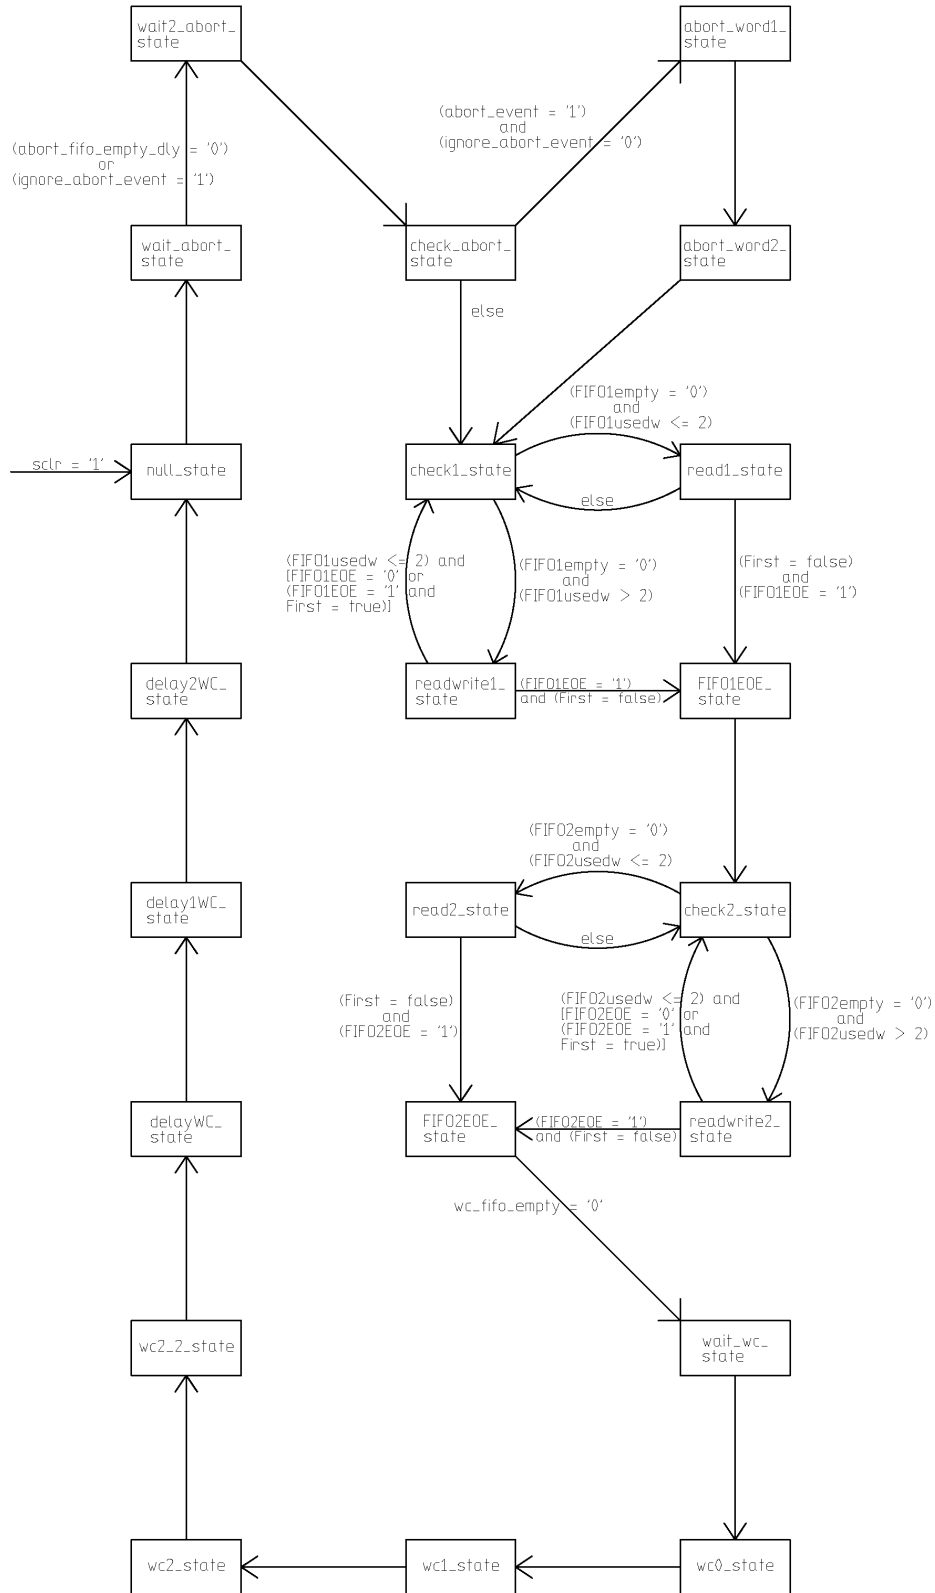 wait2_abort_
state
abort_word1_
state
(abort_event = '1')
and
(ignore_abort_event = '0')
(abort_fifo_empty_dly = '0')
or
(ignore_abort_event = '1')
wait_abort_
state
check_abort_
state
abort_word2_
state
else
(FIFO1empty = '0')
and
(FIFO1usedw <= 2)
sclr = '1'
null_state
check1_state
read1_state
else
(FIFO1usedw <= 2) and
[FIFO1EOE = '0' or
(FIFO1EOE = '1' and
First = true)]
(FIFO1empty = '0')
and
(FIFO1usedw > 2)
(First = false)
and
(FIFO1EOE = '1')
delay2WC_
state
readwrite1_
state
(FIFO1EOE = '1')
and (First = false)
FIFO1EOE_
state
(FIFO2empty = '0')
and
(FIFO2usedw <= 2)
delay1WC_
state
read2_state
check2_state
else
(First = false)
and
(FIFO2EOE = '1')
(FIFO2usedw <= 2) and
[FIFO2EOE = '0' or
(FIFO2EOE = '1' and
First = true)]
(FIFO2empty = '0')
and
(FIFO2usedw > 2)
delayWC_
state
FIFO2EOE_
state
(FIFO2EOE = '1')
and (First = false)
readwrite2_
state
wc_fifo_empty = '0'
wc2_2_state
wait_wc_
state
wc2_state
wc1_state
wc0_state